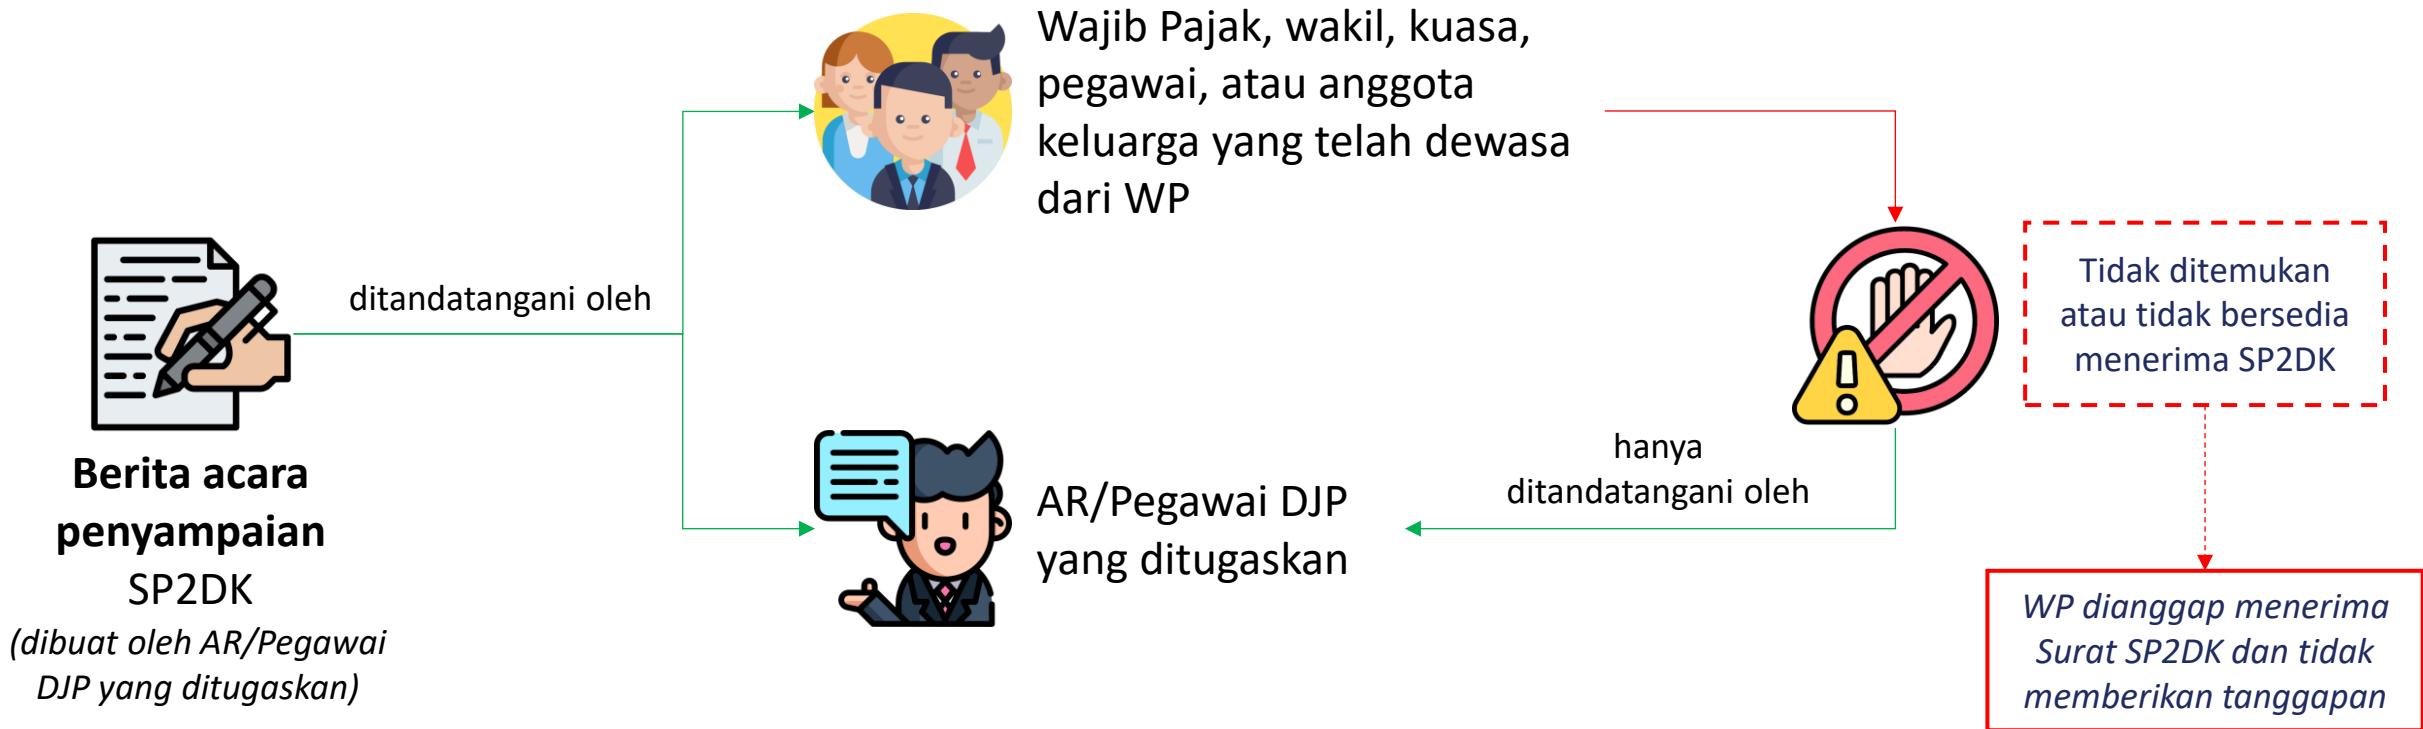 Wajib Pajak, wakil, kuasa,
pegawai, atau anggota
keluarga yang telah dewasa
dari WP
ditandatangani oleh
Tidak ditemukan
atau tidak bersedia
menerima SP2DK
Berita acara
penyampaian
SP2DK
(dibuat oleh AR/Pegawai
DJP yang ditugaskan)
AR/Pegawai DJP
yang ditugaskan
hanya
ditandatangani oleh
WP dianggap menerima
Surat SP2DK dan tidak
memberikan tanggapan